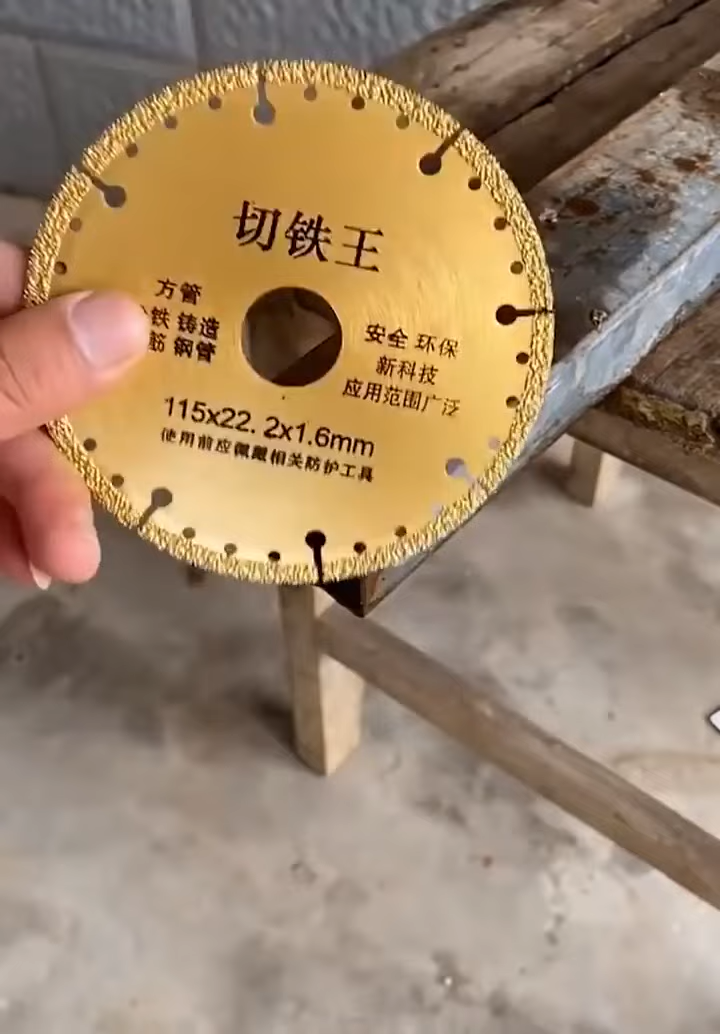 切铁王
方管
铁 铸造
筋 钢管
安全 环保
新科技
应用范围广泛
115x22.2x1.6mm
使用前应佩戴相关防护工具